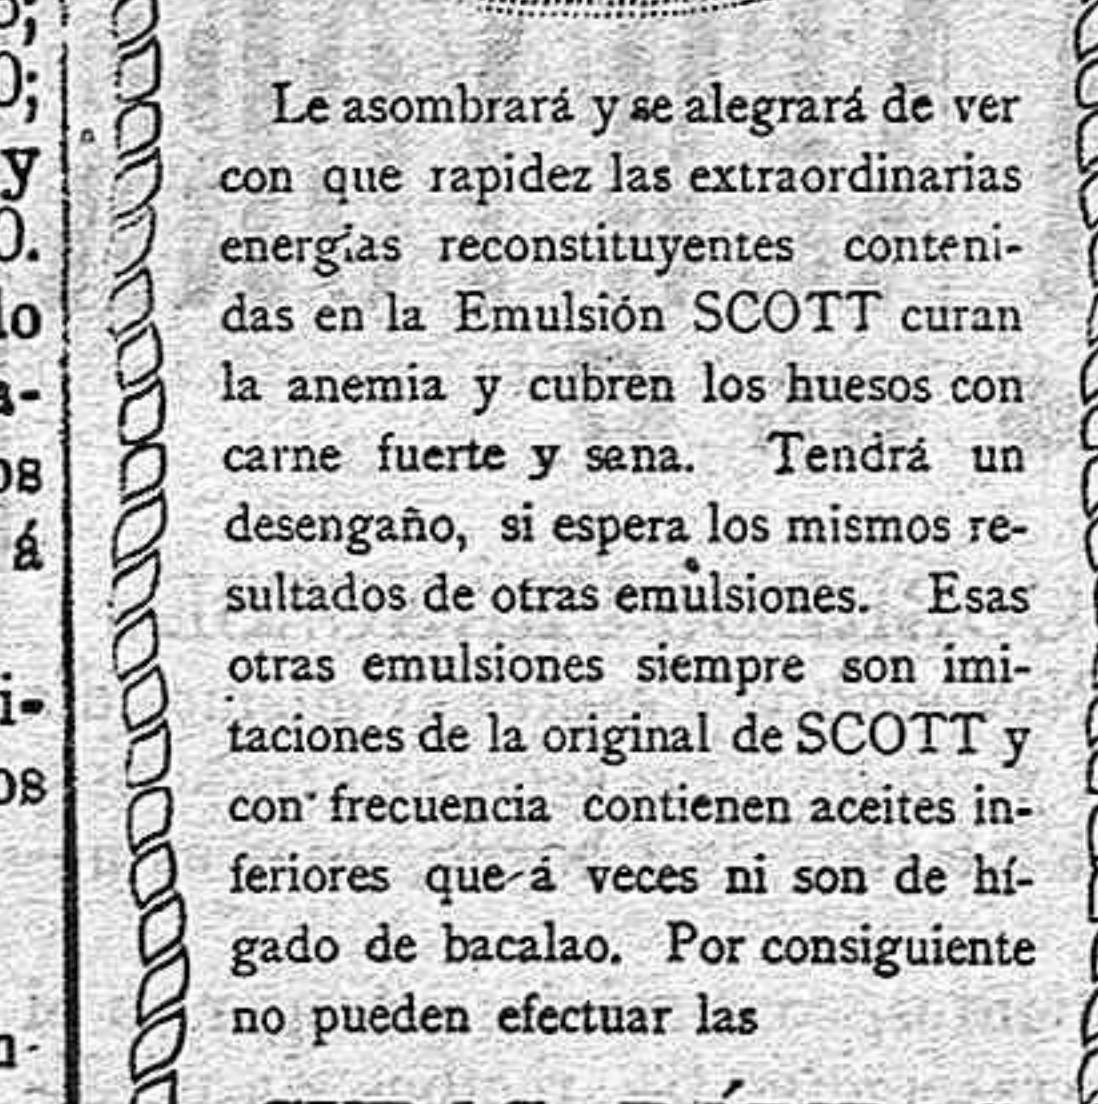 Le asombrará y se alegrará de ver
con que rapidez las extraordinarias
energías reconstituyentes conteni-
das en la Emulsión SCOTT curan
la anemia y cubren los huesos con
carne fuerte y sana. Tendrá un
desengaño, si espera los mismos re-
sultados de otras emulsiones. Esas
otras emulsiones siempre son imi-
taciones de la original de SCOTT y
con frecuencia contienen aceites in-
feriores que á veces ni son de hí-
gado de bacalao. Por consiguiente
no pueden efectuar las